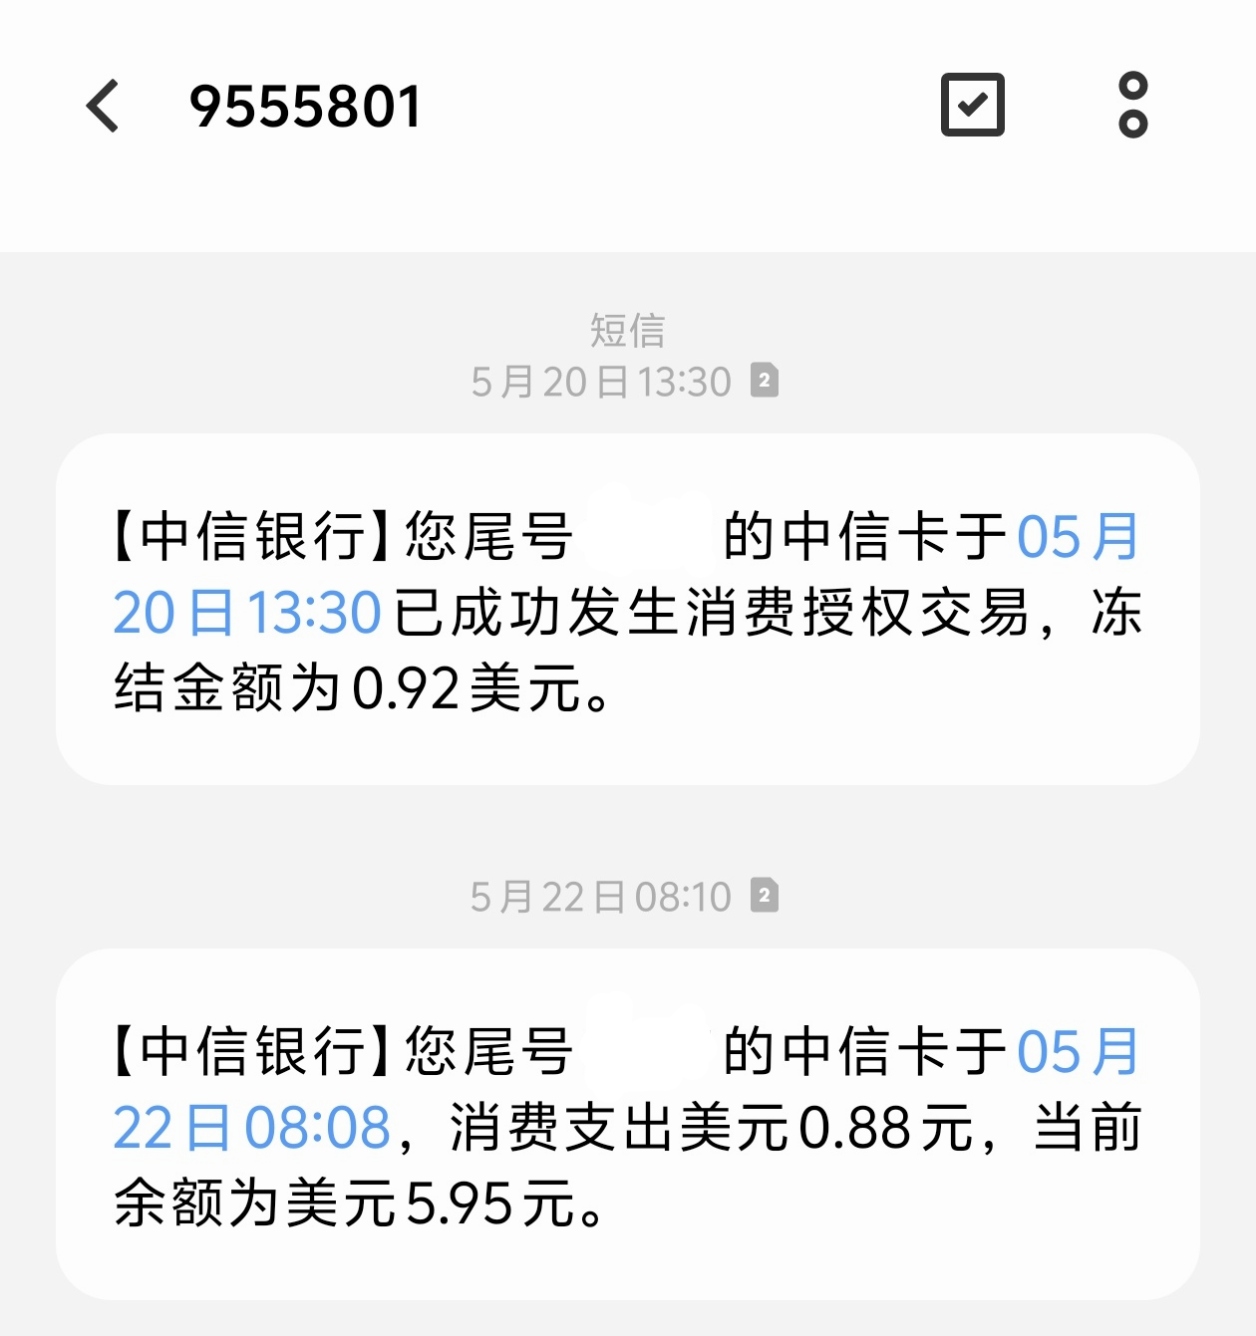 9555801
短信
5月20日13:30 2
【中信银行】您尾号 的中信卡于05月
20日13:30已成功发生消费授权交易，冻
结金额为0.92美元。
5月22日08:10 2
【中信银行】您尾号 的中信卡于05月
22日08:08，消费支出美元0.88元，当前
余额为美元5.95元。